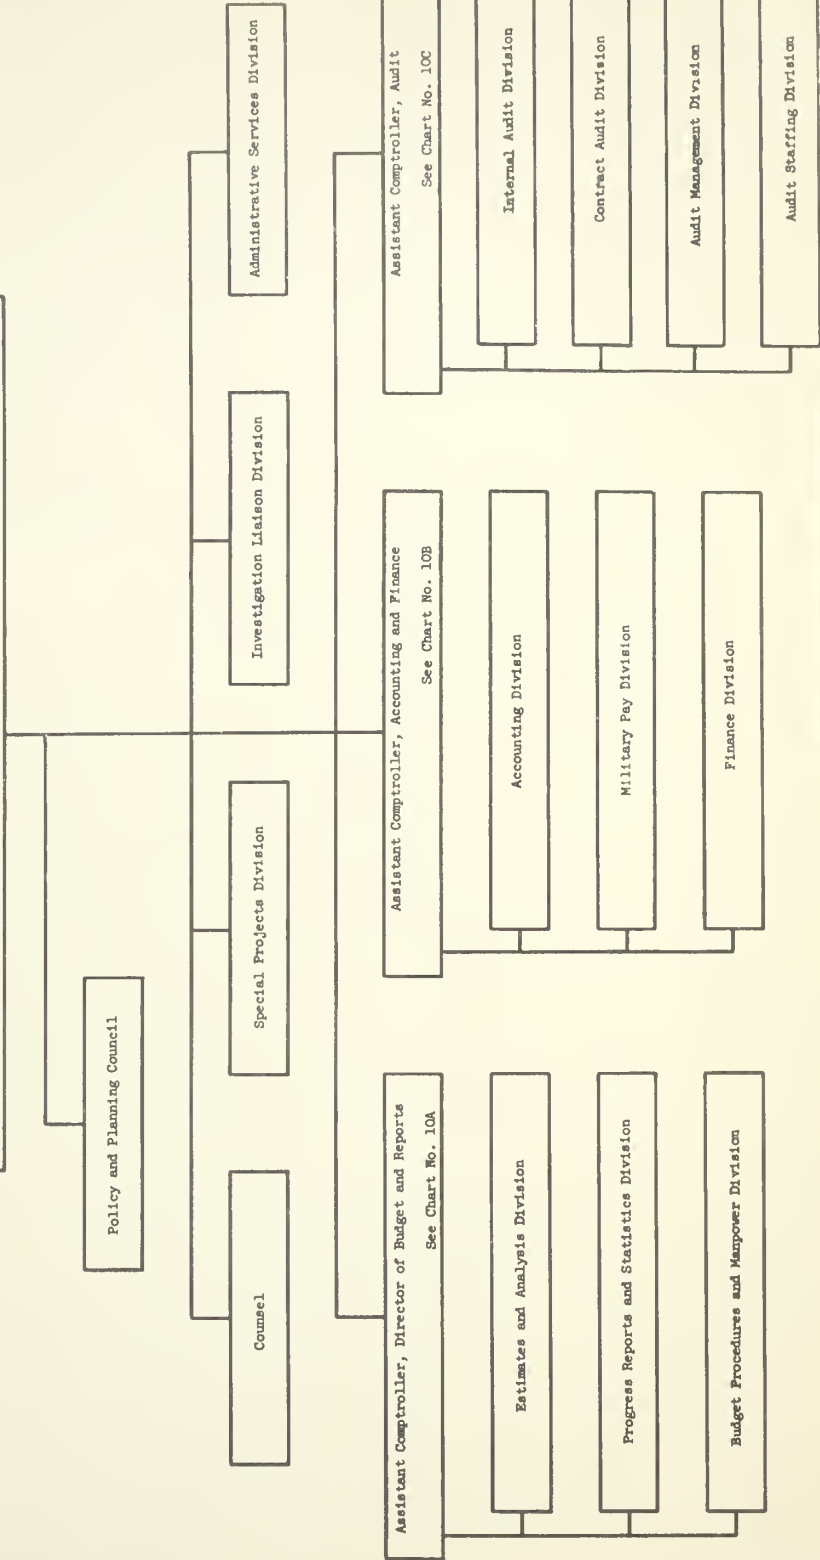 Policy and Planning Council
Counsel
Special Projects Division
Investigation Liaison Division
Administrative Services Division
Assistant Comptroller, Director of Budget and Reports
See Chart No. 10A
Estimates and Analysis Division
Progress Reports and Statistics Division
Budget Procedures and Manpower Division
Assistant Comptroller, Accounting and Finance
See Chart No. 10B
Accounting Division
Military Pay Division
Finance Division
Assistant Comptroller, Audit
See Chart No. 10C
Internal Audit Division
Contract Audit Division
Audit Management Division
Audit Staffing Division